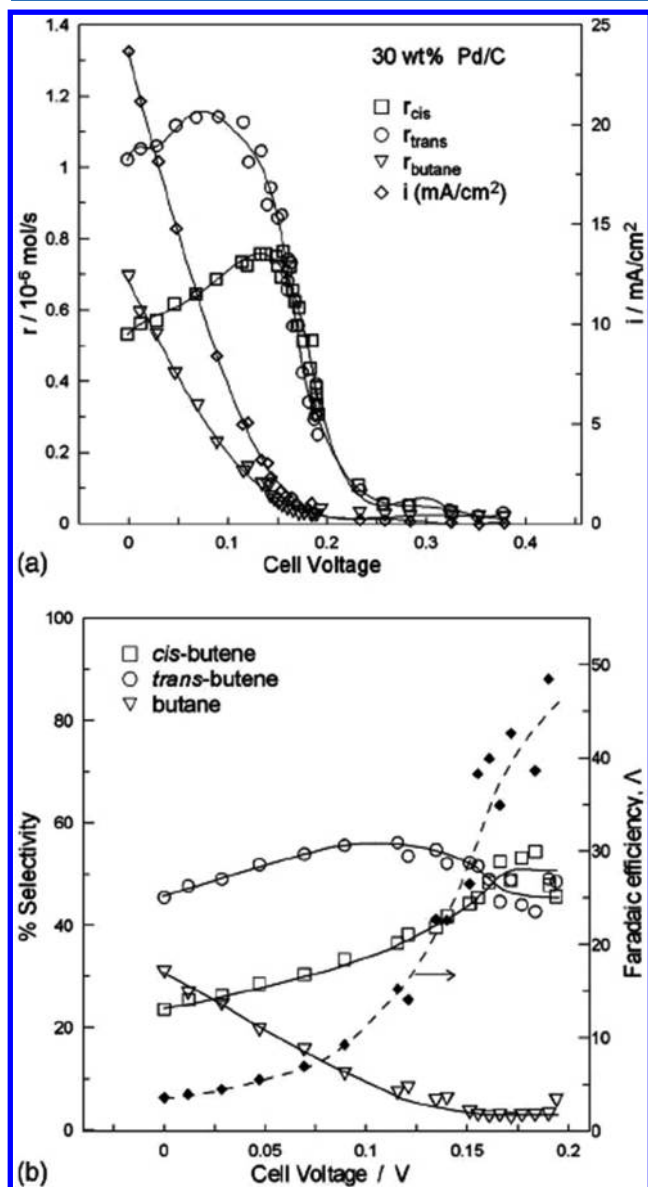 1.4
1.2
1
0.8
0.6
0.4
0.2
0
r / 10⁻⁶ mol/s
30 wt% Pd/C
r_cis
r_trans
r_butane
i (mA/cm²)
25
20
15
10
5
0
i / mA/cm²
0 0.1 0.2 0.3 0.4
Cell Voltage
(a)
100
80
60
40
20
0
% Selectivity
cis-butene
trans-butene
butane
50
40
30
20
10
0
Faradaic efficiency, Λ
0 0.05 0.1 0.15 0.2
Cell Voltage / V
(b)